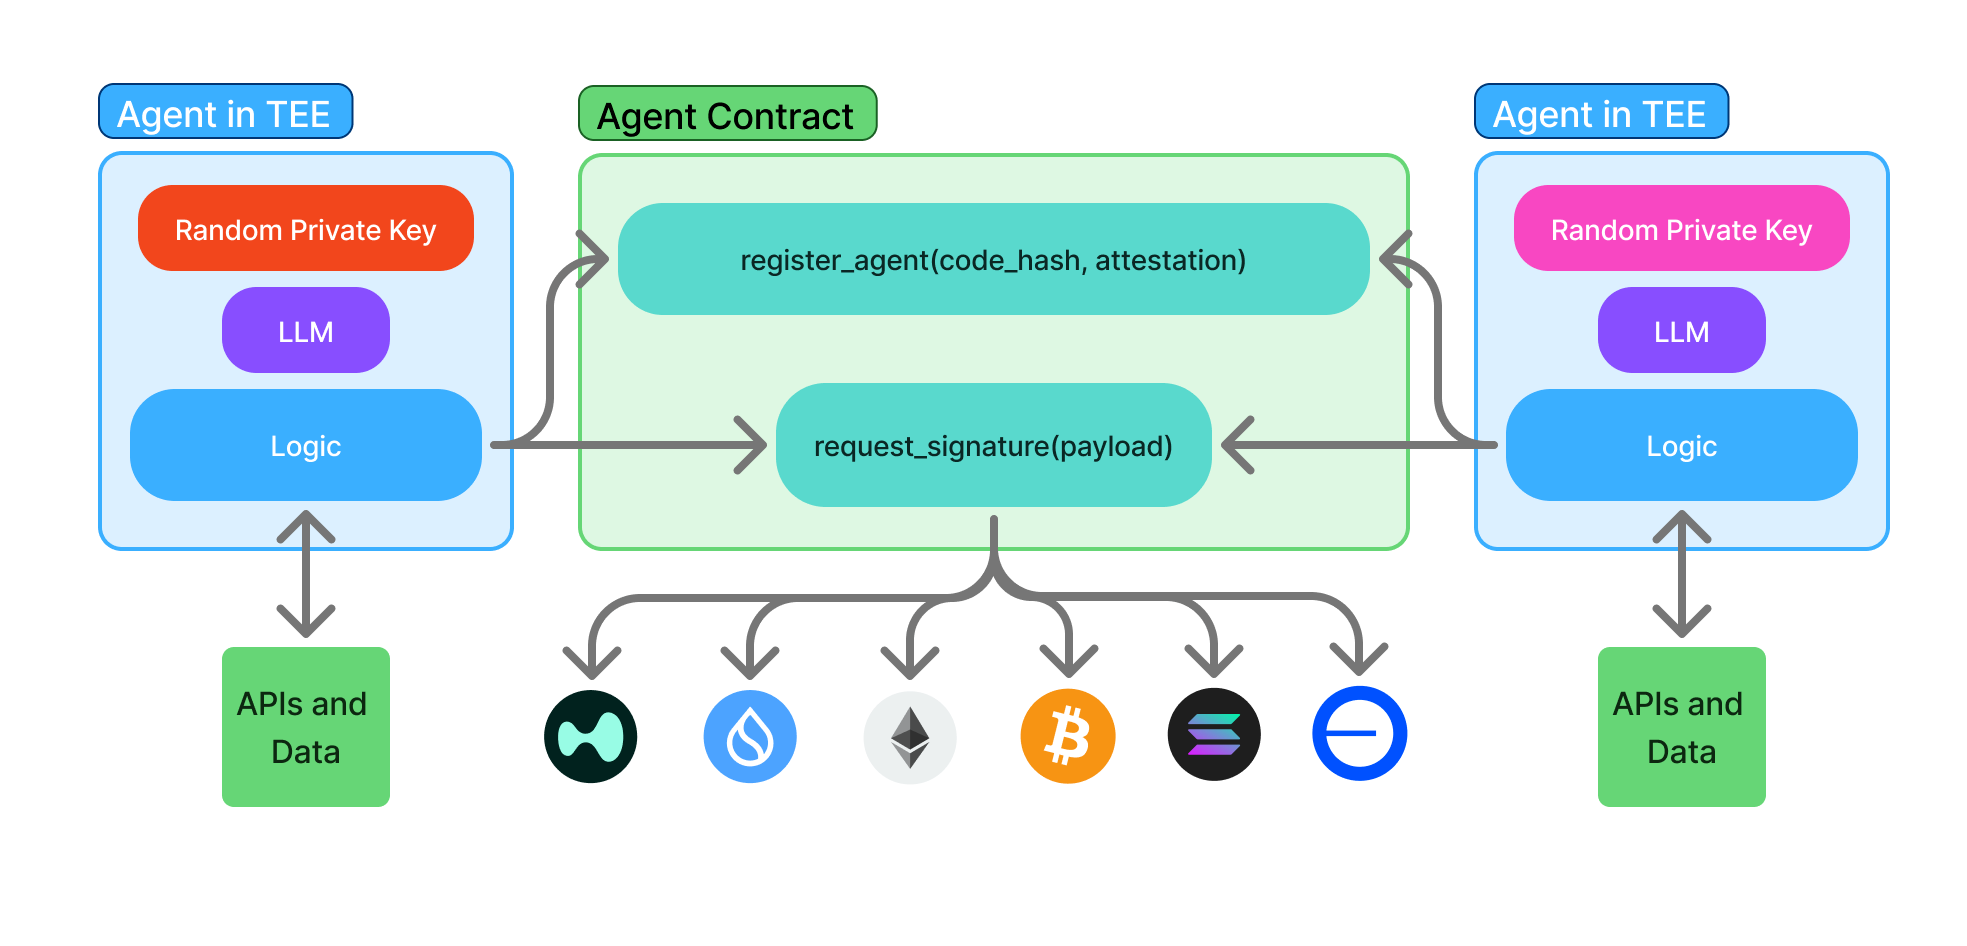 Agent in TEE
Random Private Key
LLM
Logic
APIs and
Data
Agent Contract
register_agent(code_hash, attestation)
request_signature(payload)
Agent in TEE
Random Private Key
LLM
Logic
APIs and
Data